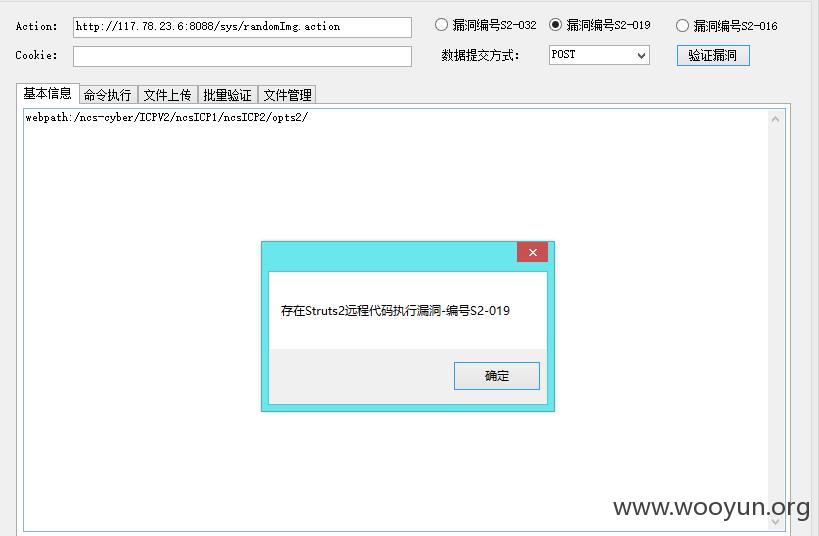 Action: http://117.78.23.6:8088/sys/randomImg.action 漏洞编号S2-032 漏洞编号S2-019 漏洞编号S2-016
Cookie: 数据提交方式: POST 验证漏洞
基本信息 命令执行 文件上传 批量验证 文件管理
webpath:/ncs-cyber/ICPV2/ncsICP1/ncsICP2/opts2/
存在Struts2远程代码执行漏洞-编号S2-019
确定
www.wooyun.org